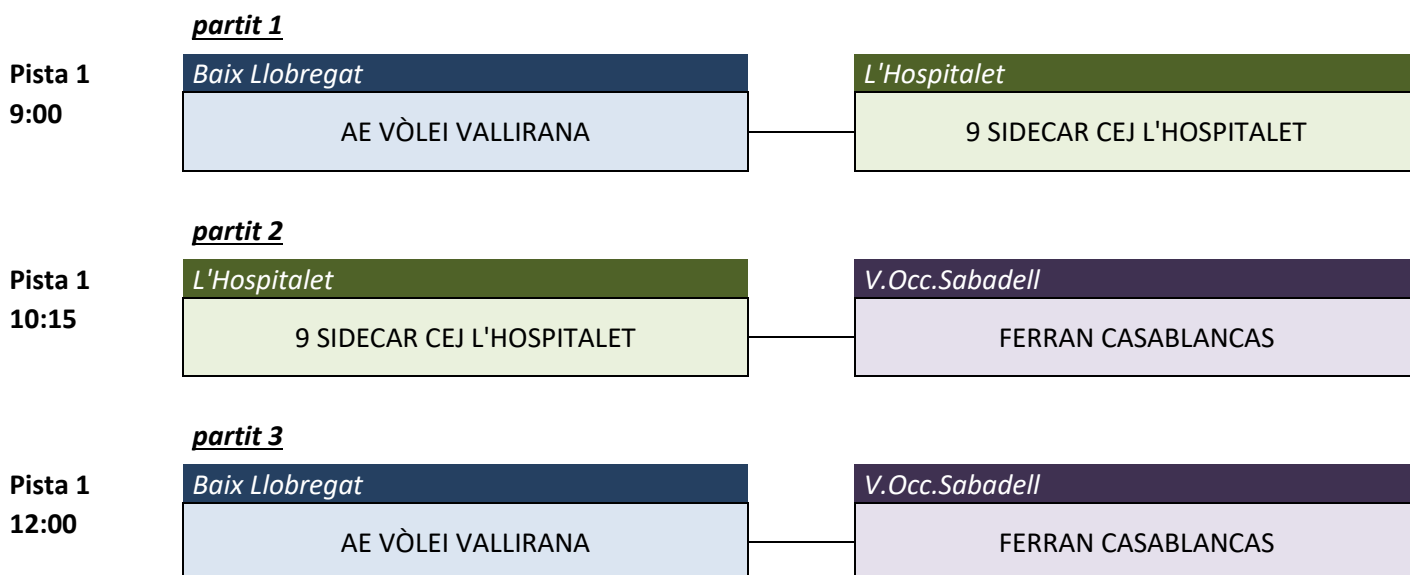 partit 1
Pista 1 Baix Llobregat L'Hospitalet
9:00 AE VÒLEI VALLIRANA 9 SIDECAR CEJ L'HOSPITALET
partit 2
Pista 1 L'Hospitalet V.Occ.Sabadell
10:15 9 SIDECAR CEJ L'HOSPITALET FERRAN CASABLANCAS
partit 3
Pista 1 Baix Llobregat V.Occ.Sabadell
12:00 AE VÒLEI VALLIRANA FERRAN CASABLANCAS